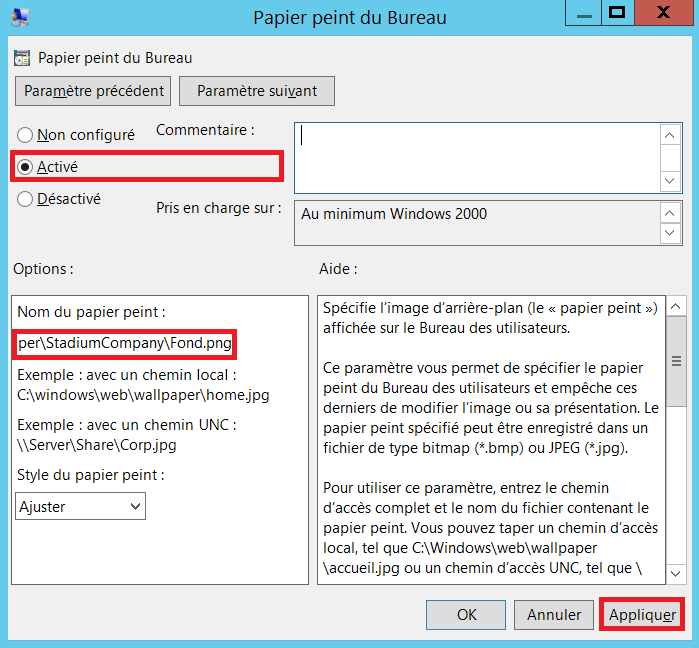 Papier peint du Bureau
Papier peint du Bureau
Paramètre précédent
Paramètre suivant
Non configuré
Commentaire :
Activé
Désactivé
Pris en charge sur :
Au minimum Windows 2000
Options :
Aide :
Nom du papier peint :
per\StadiumCompany\Fond.png
Exemple : avec un chemin local :
C:\windows\web\wallpaper\home.jpg
Exemple : avec un chemin UNC :
\\Server\Share\Corp.jpg
Style du papier peint :
Ajuster
Spécifie l'image d'arrière-plan (le « papier peint »)
affichée sur le Bureau des utilisateurs.
Ce paramètre vous permet de spécifier le papier
peint du Bureau des utilisateurs et empêche ces
derniers de modifier l'image ou sa présentation. Le
papier peint spécifié peut être enregistré dans un
fichier de type bitmap (*.bmp) ou JPEG (*.jpg).
Pour utiliser ce paramètre, entrez le chemin
d'accès complet et le nom du fichier contenant le
papier peint. Vous pouvez taper un chemin d'accès
local, tel que C:\Windows\web\wallpaper
\accueil.jpg ou un chemin d'accès UNC, tel que \
OK
Annuler
Appliquer